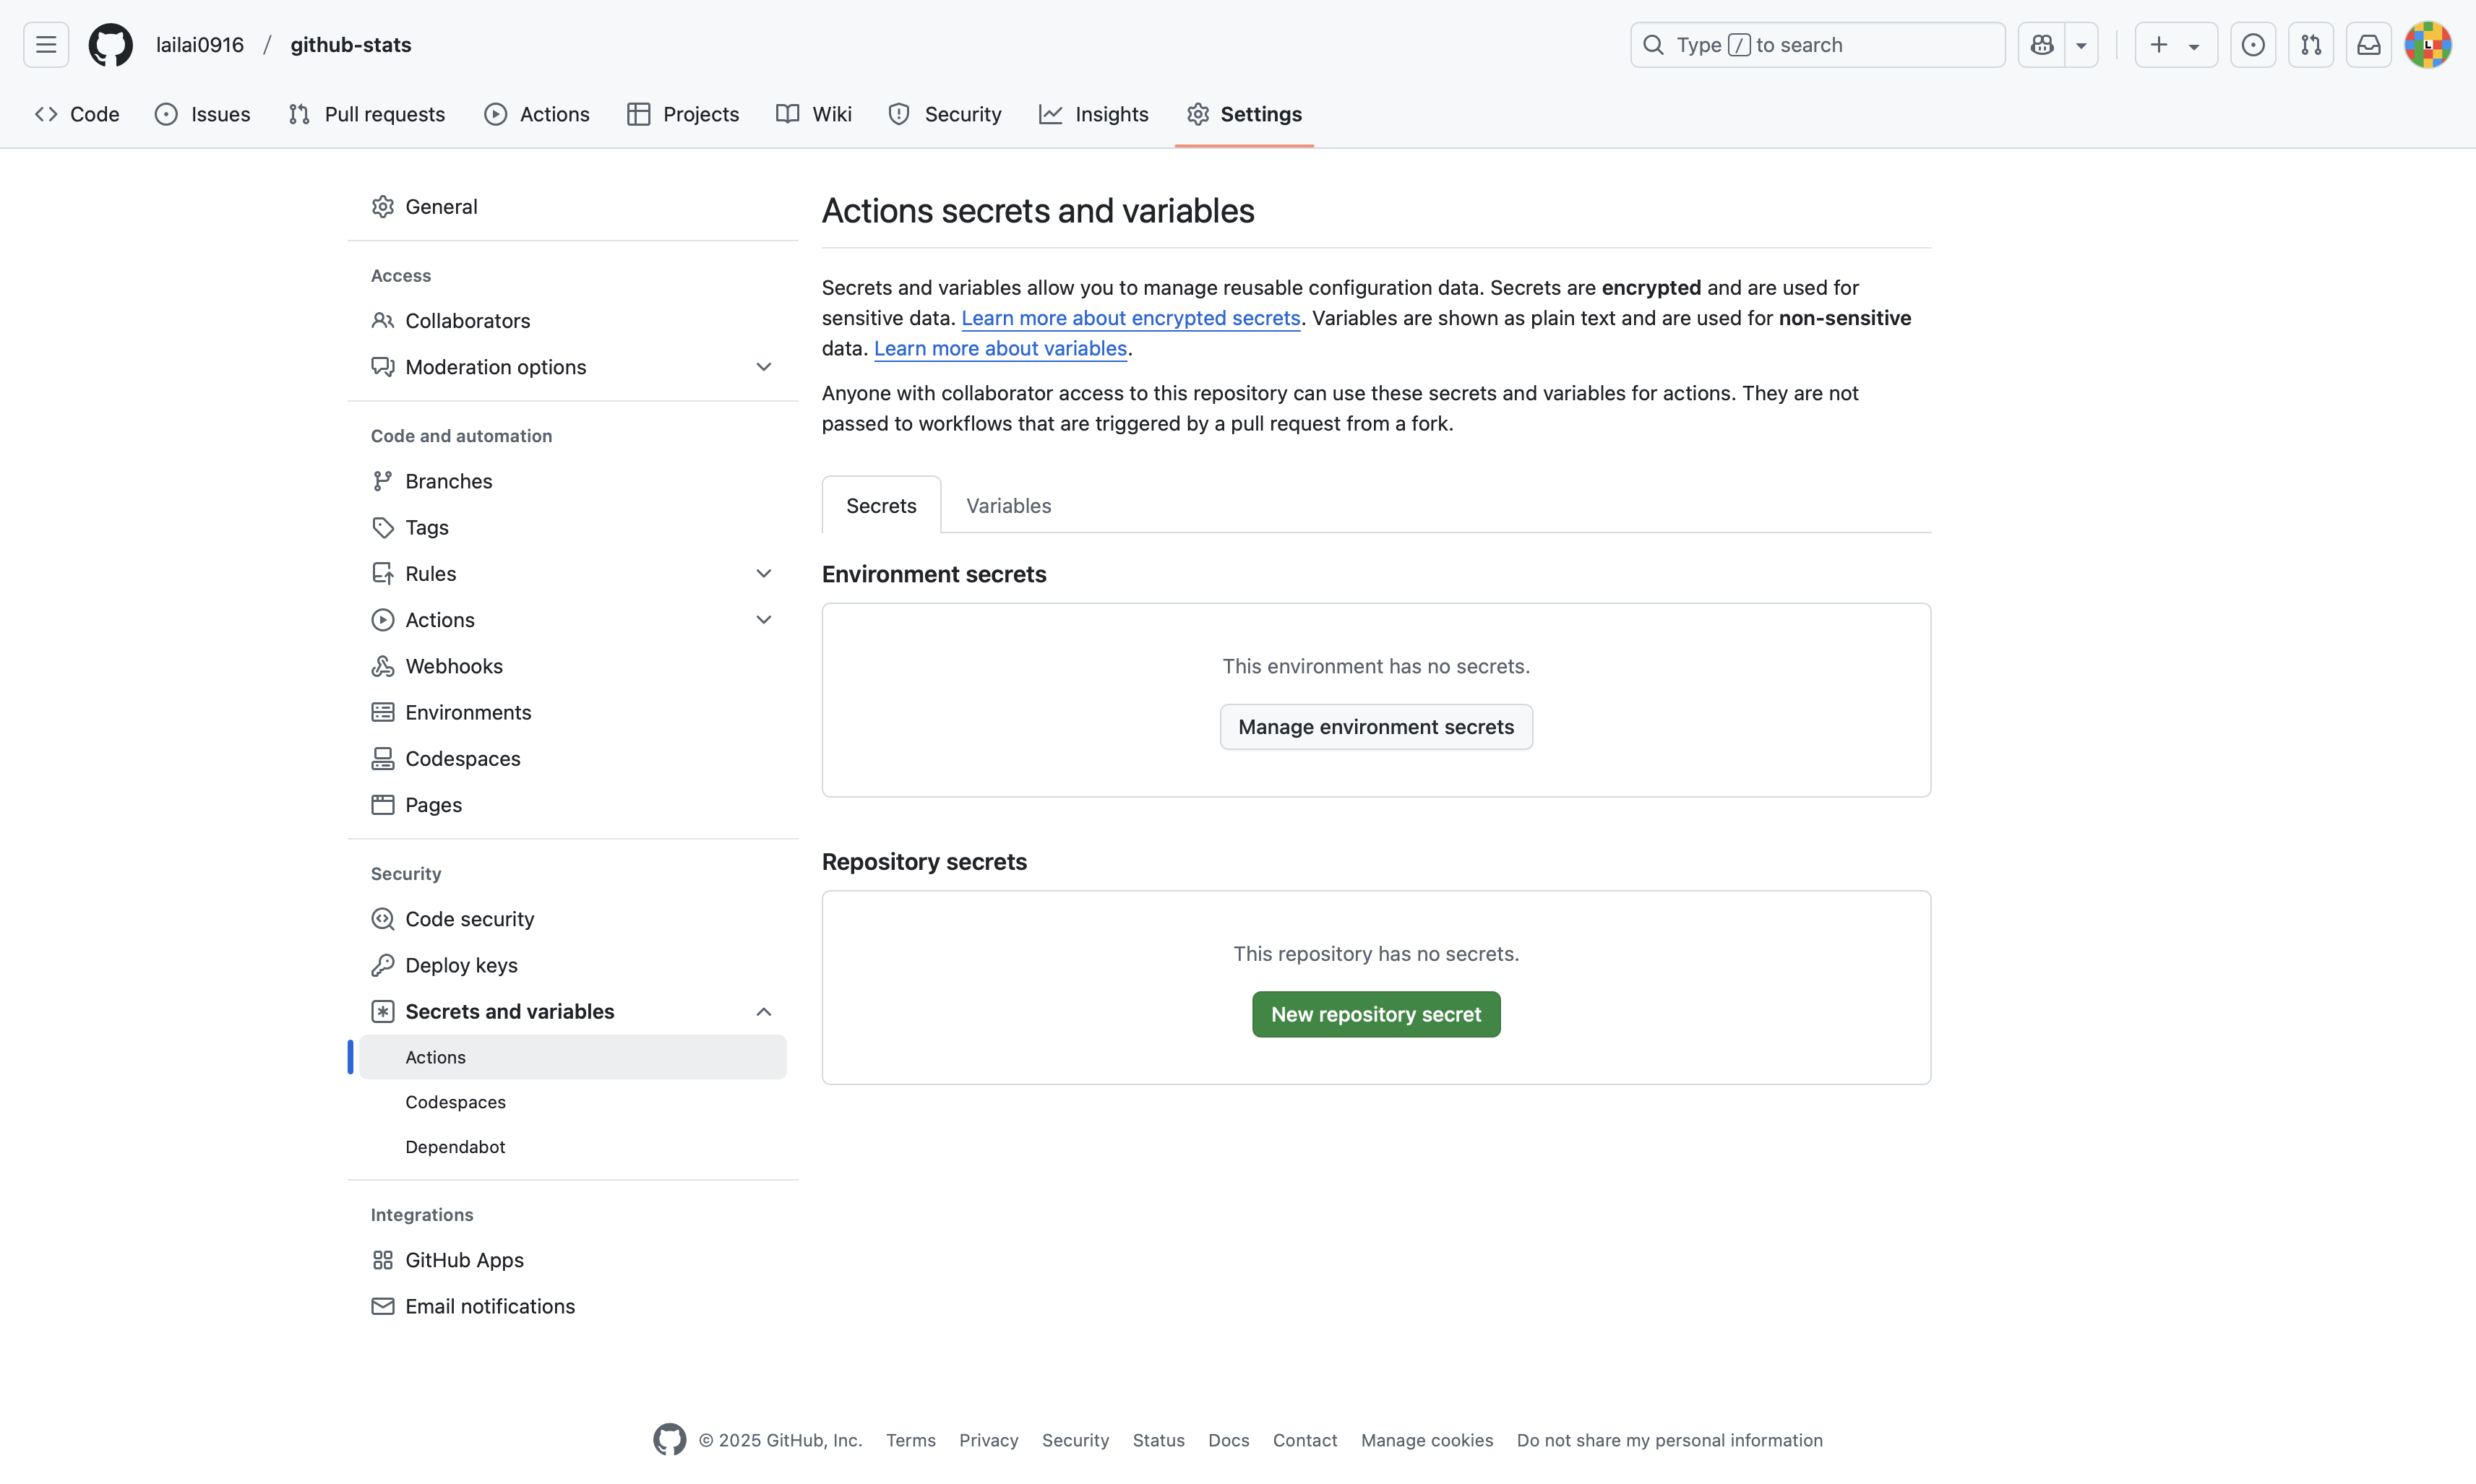 lailai0916 / github-stats
Type / to search
Code Issues Pull requests Actions Projects Wiki Security Insights Settings
General
Access
Collaborators
Moderation options
Code and automation
Branches
Tags
Rules
Actions
Webhooks
Environments
Codespaces
Pages
Security
Code security
Deploy keys
Secrets and variables
Actions
Codespaces
Dependabot
Integrations
GitHub Apps
Email notifications
Actions secrets and variables
Secrets and variables allow you to manage reusable configuration data. Secrets are encrypted and are used for
sensitive data. Learn more about encrypted secrets. Variables are shown as plain text and are used for non-sensitive
data. Learn more about variables.
Anyone with collaborator access to this repository can use these secrets and variables for actions. They are not
passed to workflows that are triggered by a pull request from a fork.
Secrets Variables
Environment secrets
This environment has no secrets.
Manage environment secrets
Repository secrets
This repository has no secrets.
New repository secret
© 2025 GitHub, Inc. Terms Privacy Security Status Docs Contact Manage cookies Do not share my personal information